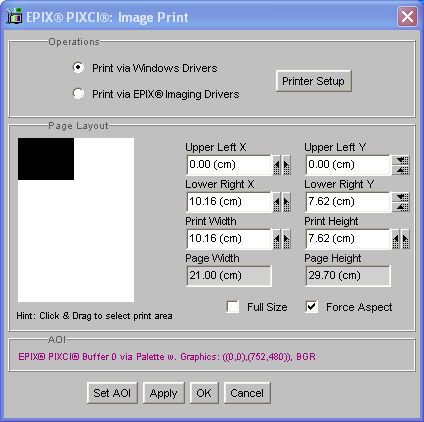 EPIX® PIXCI®: Image Print
Operations
Print via Windows Drivers
Print via EPIX® Imaging Drivers
Printer Setup
Page Layout
Upper Left X Upper Left Y
0.00 (cm) 0.00 (cm)
Lower Right X Lower Right Y
10.16 (cm) 7.62 (cm)
Print Width Print Height
10.16 (cm) 7.62 (cm)
Page Width Page Height
21.00 (cm) 29.70 (cm)
Full Size Force Aspect
Hint: Click & Drag to select print area
AOI
EPIX® PIXCI® Buffer 0 via Palette w. Graphics: ((0,0),(752,480)), BGR
Set AOI Apply OK Cancel